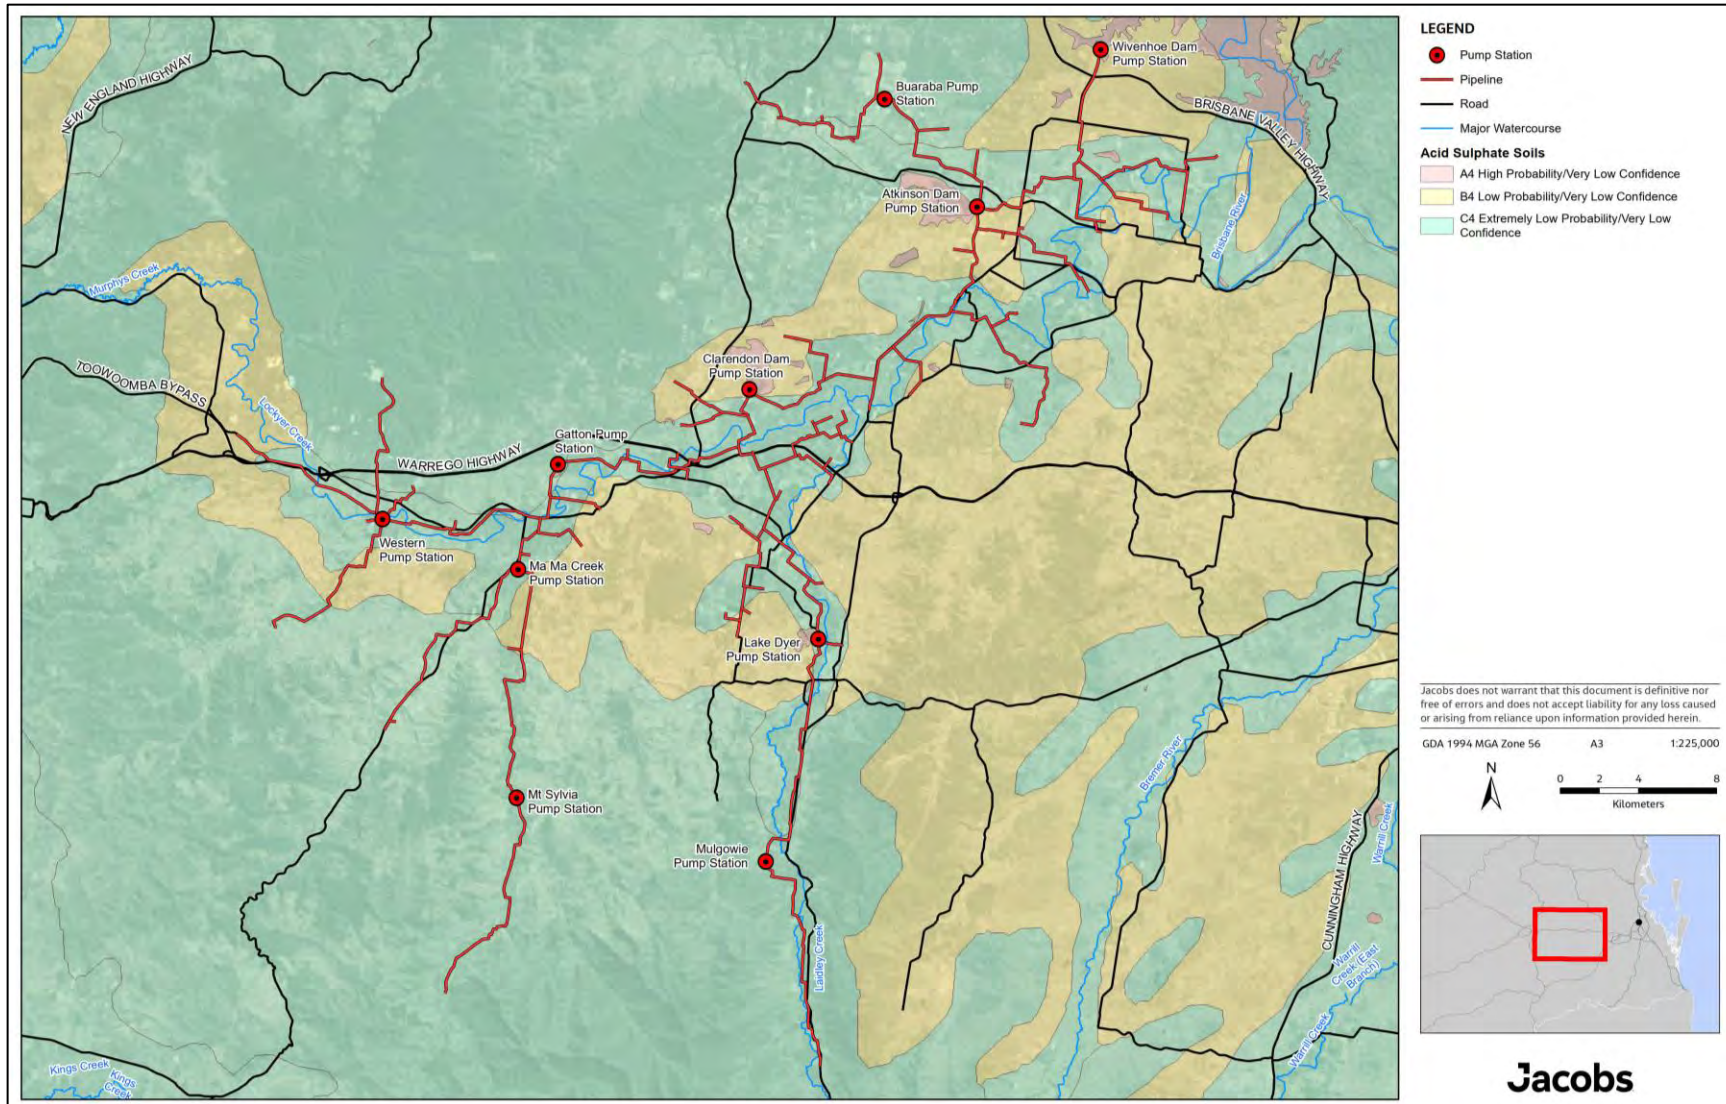 NEW ENGLAND HIGHWAY
Wivenhoe Dam
Pump Station
Buaraba Pump
Station
BRISBANE VALLEY HIGHWAY
Atkinson Dam
Pump Station
Brisbane River
Murphys Creek
TOOWOOMBA BYPASS
Lockyer Creek
Clarendon Dam
Pump Station
Gatton Pump
Station
WARREGO HIGHWAY
Western
Pump Station
Ma Ma Creek
Pump Station
Lake Dyer
Pump Station
Mt Sylvia
Pump Station
Mulgowie
Pump Station
Laidley Creek
Bremer River
CUNNINGHAM HIGHWAY
Warrill Creek
Warrill
Creek (East
Branch)
Warrill Creek
Kings Creek
Kings
Creek
LEGEND
Pump Station
Pipeline
Road
Major Watercourse
Acid Sulphate Soils
A4 High Probability/Very Low Confidence
B4 Low Probability/Very Low Confidence
C4 Extremely Low Probability/Very Low
Confidence
Jacobs does not warrant that this document is definitive nor
free of errors and does not accept liability for any loss caused
or arising from reliance upon information provided herein.
GDA 1994 MGA Zone 56 A3 1:225,000
N
0 2 4 8
Kilometers
Jacobs